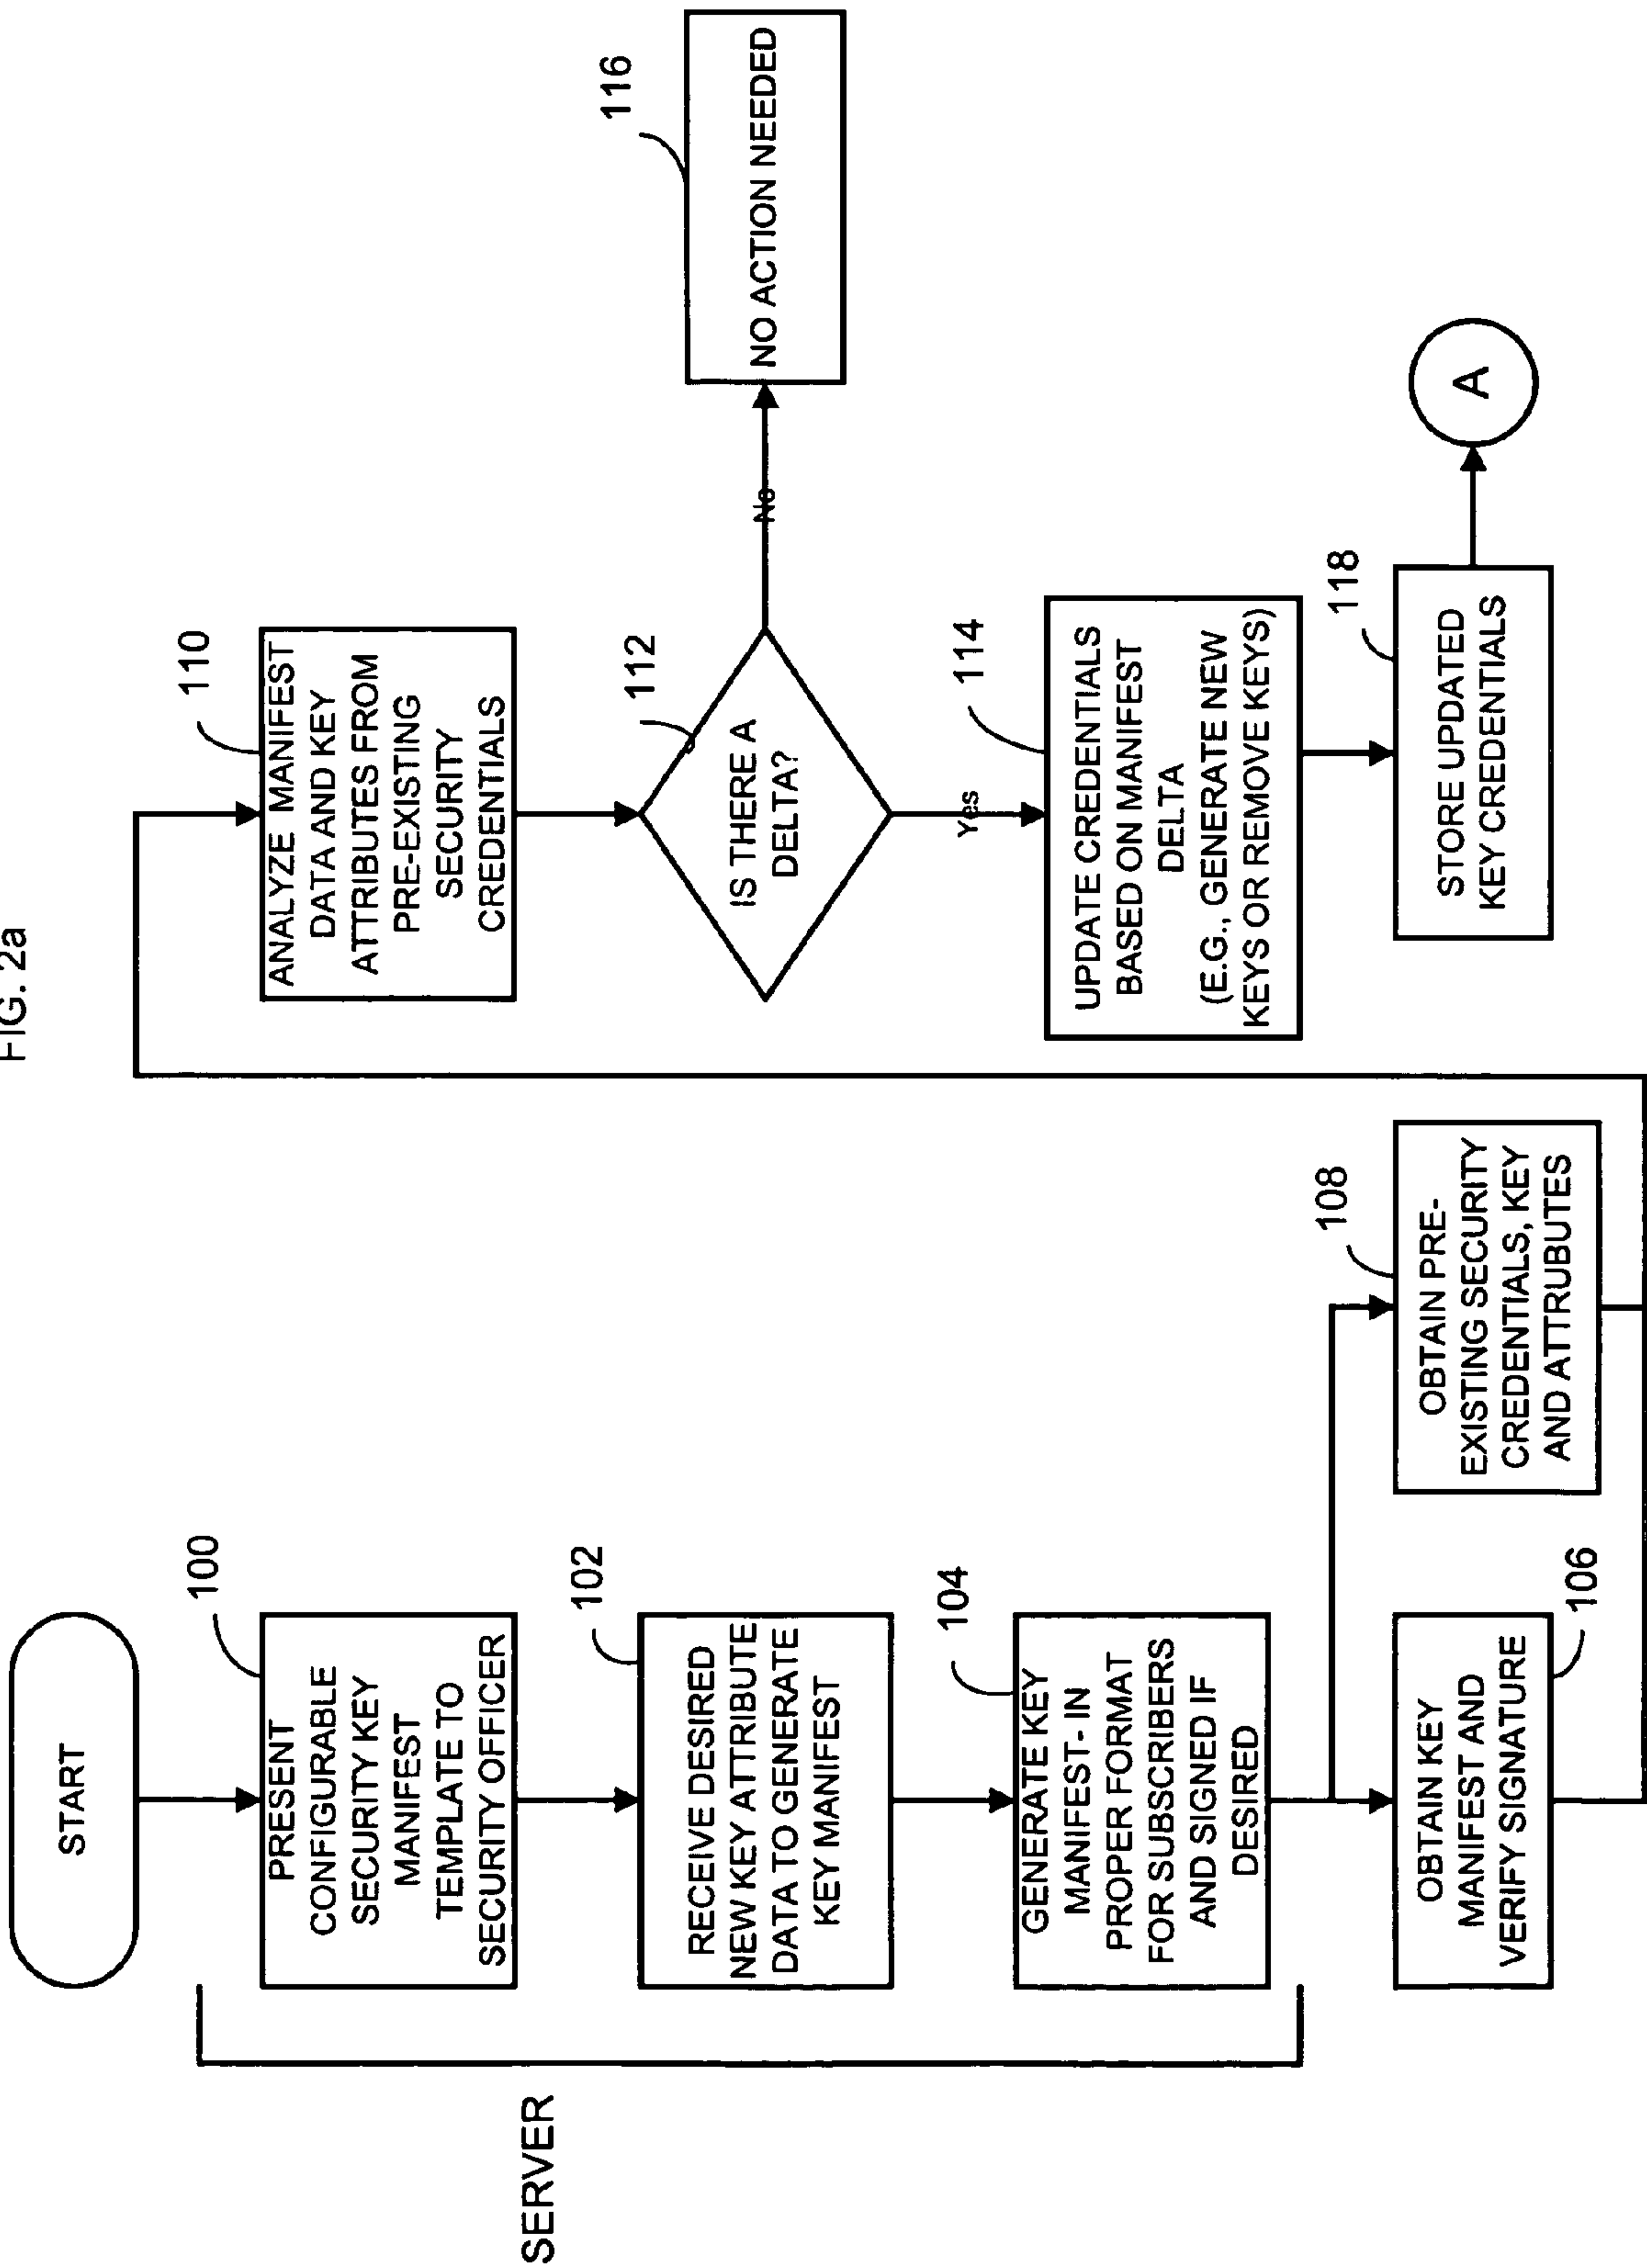 FIG. 2a
START
100
PRESENT
CONFIGURABLE
SECURITY KEY
MANIFEST
TEMPLATE TO
SECURITY OFFICER
102
RECEIVE DESIRED
NEW KEY ATTRIBUTE
DATA TO GENERATE
KEY MANIFEST
104
GENERATE KEY
MANIFEST- IN
PROPER FORMAT
FOR SUBSCRIBERS
AND SIGNED IF
DESIRED
SERVER
OBTAIN KEY
MANIFEST AND
VERIFY SIGNATURE
106
108
OBTAIN PRE-
EXISTING SECURITY
CREDENTIALS, KEY
AND ATTRUBUTES
110
ANALYZE MANIFEST
DATA AND KEY
ATTRIBUTES FROM
PRE-EXISTING
SECURITY
CREDENTIALS
112
IS THERE A
DELTA?
No
116
NO ACTION NEEDED
Yes
114
UPDATE CREDENTIALS
BASED ON MANIFEST
DELTA
(E.G., GENERATE NEW
KEYS OR REMOVE KEYS)
118
STORE UPDATED
KEY CREDENTIALS
A